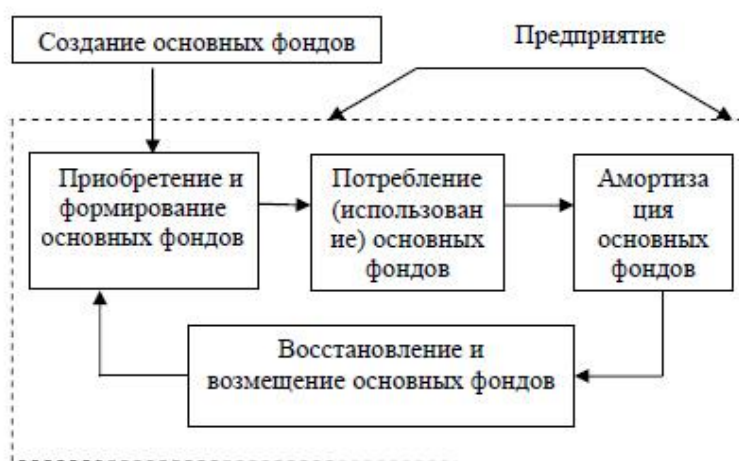 Создание основных фондов
Предприятие
Приобретение и
формирование
основных фондов
Потребление
(использован
ие) основных
фондов
Амортиза
ция
основных
фондов
Восстановление и
возмещение основных фондов